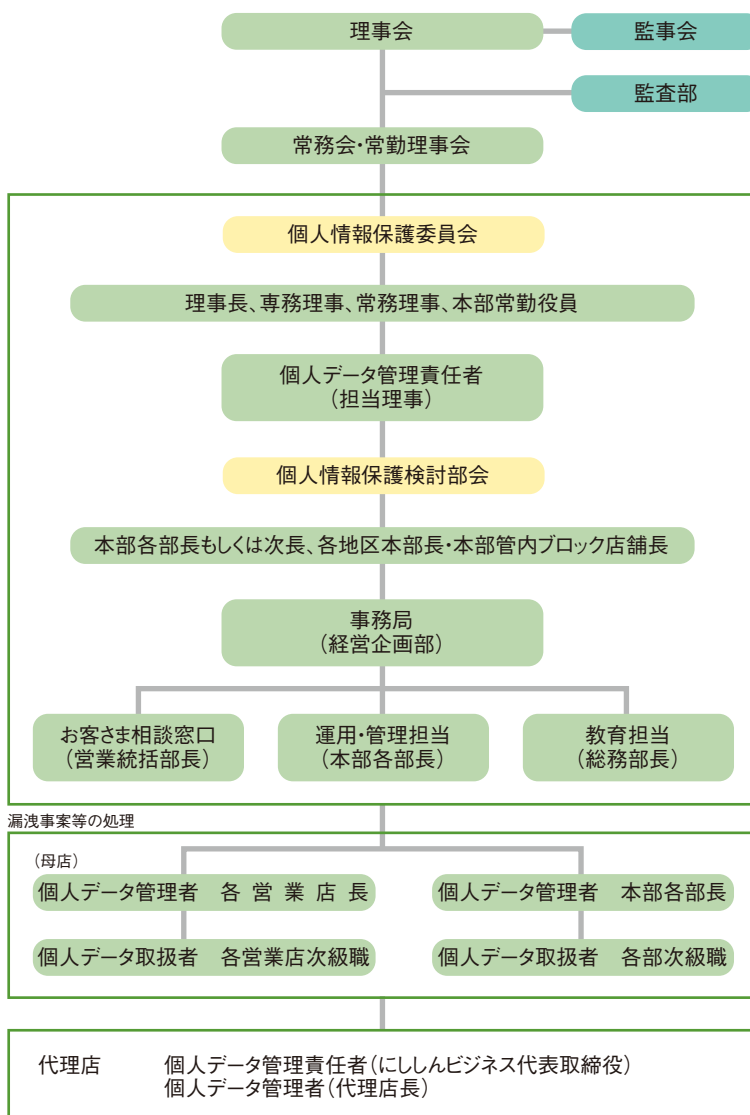 理事会
監事会
監査部
常務会・常勤理事会
個人情報保護委員会
理事長、専務理事、常務理事、本部常勤役員
個人データ管理責任者
（担当理事）
個人情報保護検討部会
本部各部長もしくは次長、各地区本部長・本部管内ブロック店舗長
事務局
（経営企画部）
お客さま相談窓口
（営業統括部長）
運用・管理担当
（本部各部長）
教育担当
（総務部長）
漏洩事案等の処理
（母店）
個人データ管理者　各 営 業 店 長
個人データ管理者　本部各部長
個人データ取扱者　各営業店次級職
個人データ取扱者　各部次級職
代理店　個人データ管理責任者（にししんビジネス代表取締役）
個人データ管理者（代理店長）